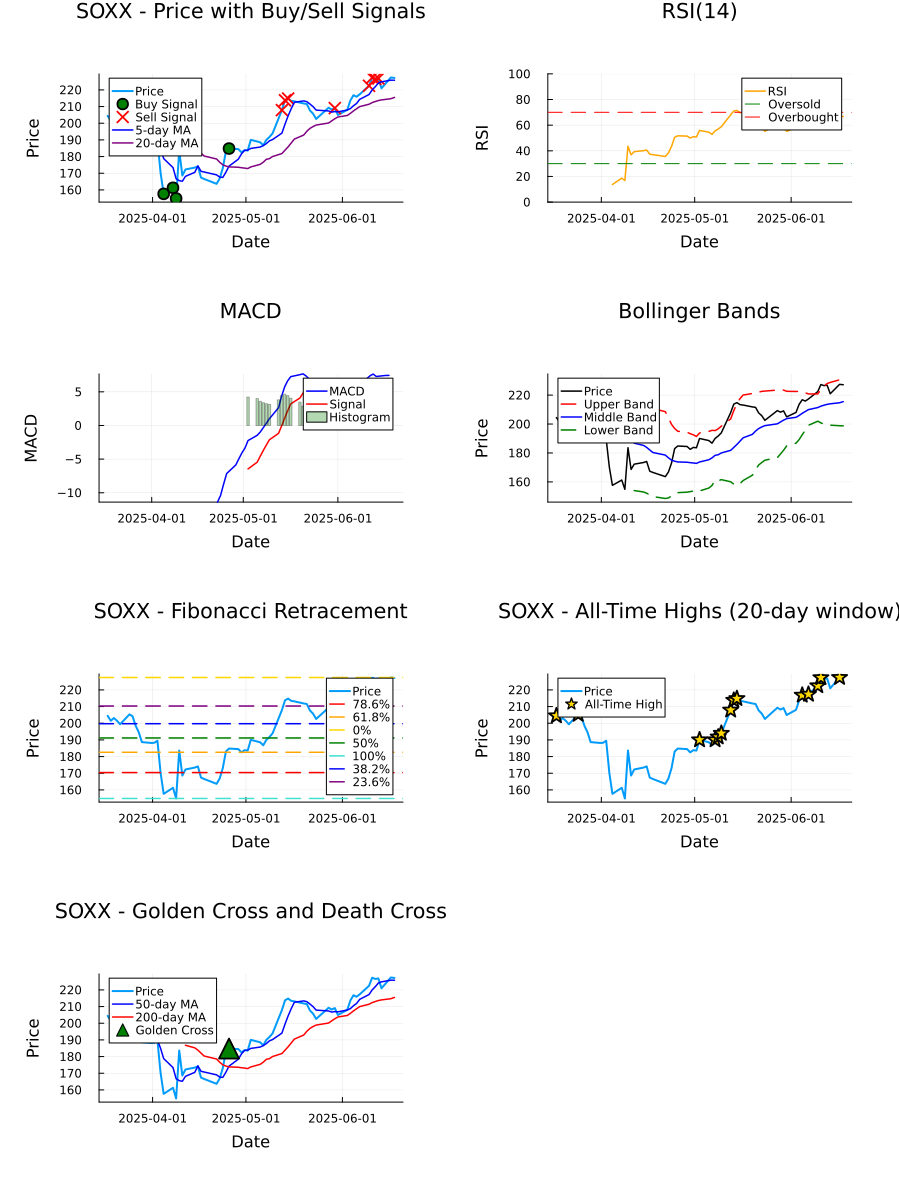 SOXX - Price with Buy/Sell Signals
Price
220
210
200
190
180
170
160
Price
Buy Signal
Sell Signal
5-day MA
20-day MA
2025-04-01
2025-05-01
2025-06-01
Date
RSI(14)
RSI
100
80
60
40
20
0
RSI
Oversold
Overbought
2025-04-01
2025-05-01
2025-06-01
Date
MACD
MACD
5
0
−5
−10
MACD
Signal
Histogram
2025-04-01
2025-05-01
2025-06-01
Date
Bollinger Bands
Price
220
200
180
160
Price
Upper Band
Middle Band
Lower Band
2025-04-01
2025-05-01
2025-06-01
Date
SOXX - Fibonacci Retracement
Price
220
210
200
190
180
170
160
Price
78.6%
61.8%
0%
50%
100%
38.2%
23.6%
2025-04-01
2025-05-01
2025-06-01
Date
SOXX - All-Time Highs (20-day window)
Price
220
210
200
190
180
170
160
Price
All-Time High
2025-04-01
2025-05-01
2025-06-01
Date
SOXX - Golden Cross and Death Cross
Price
220
210
200
190
180
170
160
Price
50-day MA
200-day MA
Golden Cross
2025-04-01
2025-05-01
2025-06-01
Date